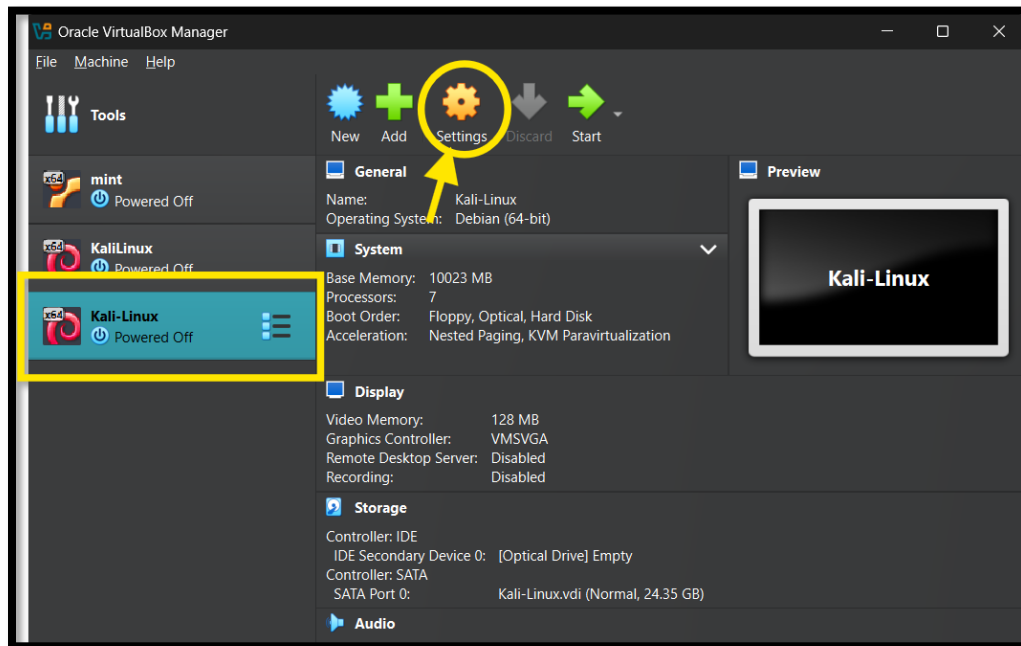 Oracle VirtualBox Manager
File Machine Help
Tools
New Add Settings Discard Start
x64
mint
Powered Off
x64
KaliLinux
Powered Off
x64
Kali-Linux
Powered Off
General
Name: Kali-Linux
Operating System: Debian (64-bit)
System
Base Memory: 10023 MB
Processors: 7
Boot Order: Floppy, Optical, Hard Disk
Acceleration: Nested Paging, KVM Paravirtualization
Preview
Kali-Linux
Display
Video Memory: 128 MB
Graphics Controller: VMSVGA
Remote Desktop Server: Disabled
Recording: Disabled
Storage
Controller: IDE
IDE Secondary Device 0: [Optical Drive] Empty
Controller: SATA
SATA Port 0: Kali-Linux.vdi (Normal, 24.35 GB)
Audio